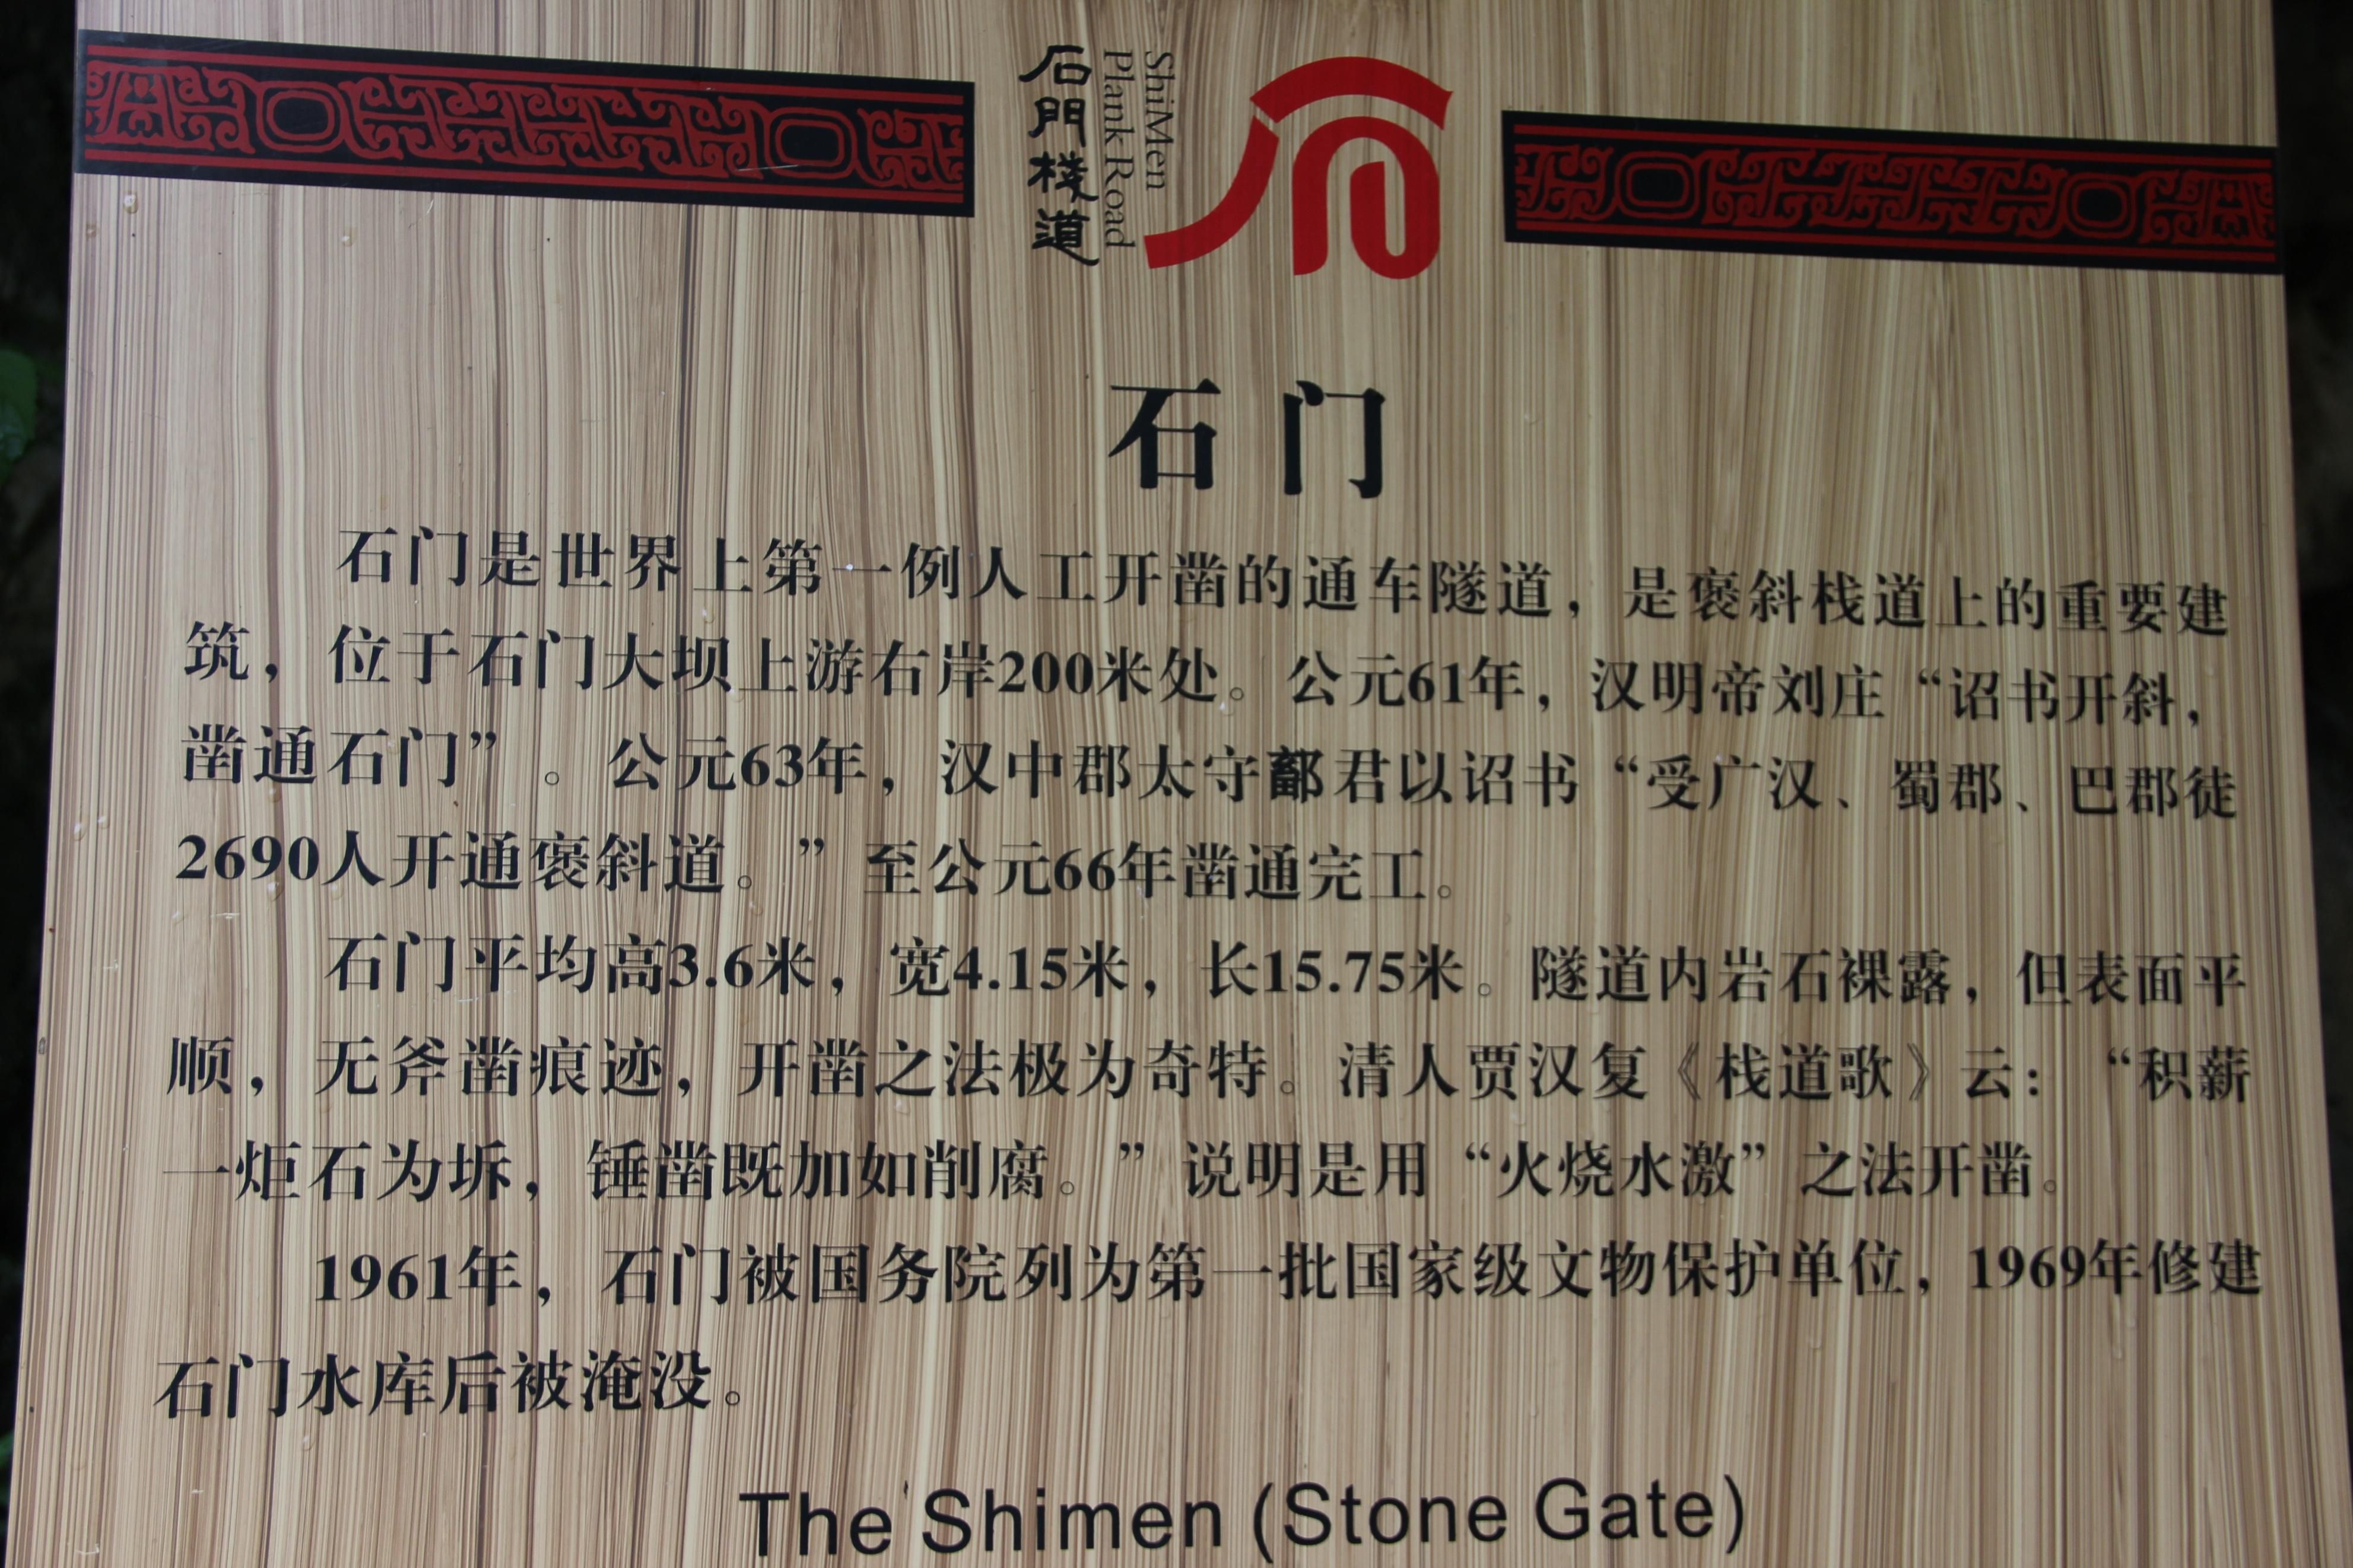 石門棧道
ShiMen
Plank Road
石门
石门是世界上第一例人工开凿的通车隧道，是褒斜栈道上的重要建
筑，位于石门大坝上游右岸200米处。公元61年，汉明帝刘庄“诏书开斜，
凿通石门”。公元63年，汉中郡太守鄐君以诏书“受广汉、蜀郡、巴郡徒
2690人开通褒斜道。”至公元66年凿通完工。
石门平均高3.6米，宽4.15米，长15.75米。隧道内岩石裸露，但表面平
顺，无斧凿痕迹，开凿之法极为奇特。清人贾汉复《栈道歌》云：“积薪
一炬石为坼，锤凿既加如削腐。”说明是用“火烧水激”之法开凿。
1961年，石门被国务院列为第一批国家级文物保护单位，1969年修建
石门水库后被淹没。
The Shimen (Stone Gate)